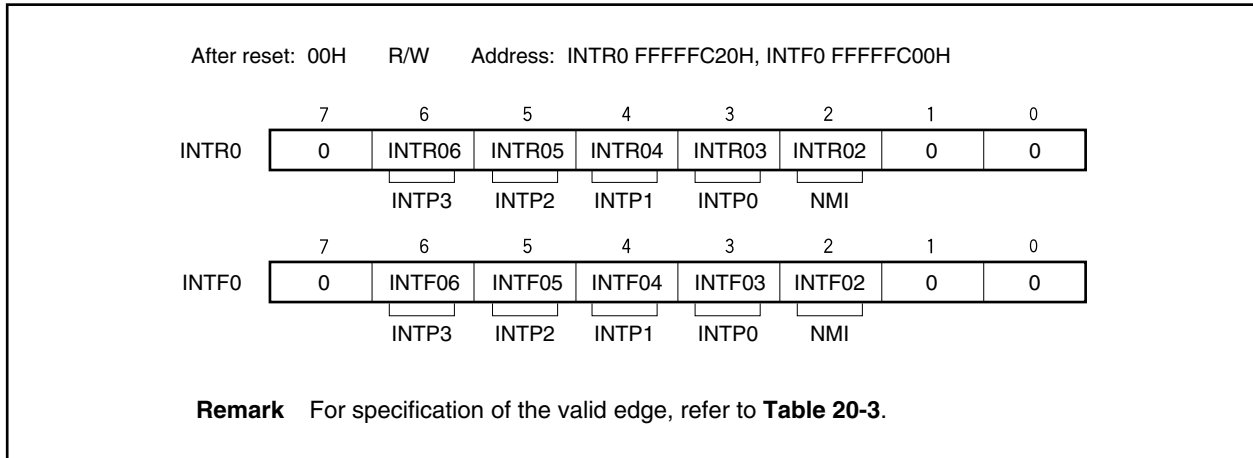 After reset: 00H R/W Address: INTR0 FFFFFC20H, INTF0 FFFFFC00H
7 6 5 4 3 2 1 0
INTR0 0 INTR06 INTR05 INTR04 INTR03 INTR02 0 0
INTP3 INTP2 INTP1 INTP0 NMI
7 6 5 4 3 2 1 0
INTF0 0 INTF06 INTF05 INTF04 INTF03 INTF02 0 0
INTP3 INTP2 INTP1 INTP0 NMI
Remark For specification of the valid edge, refer to Table 20-3.